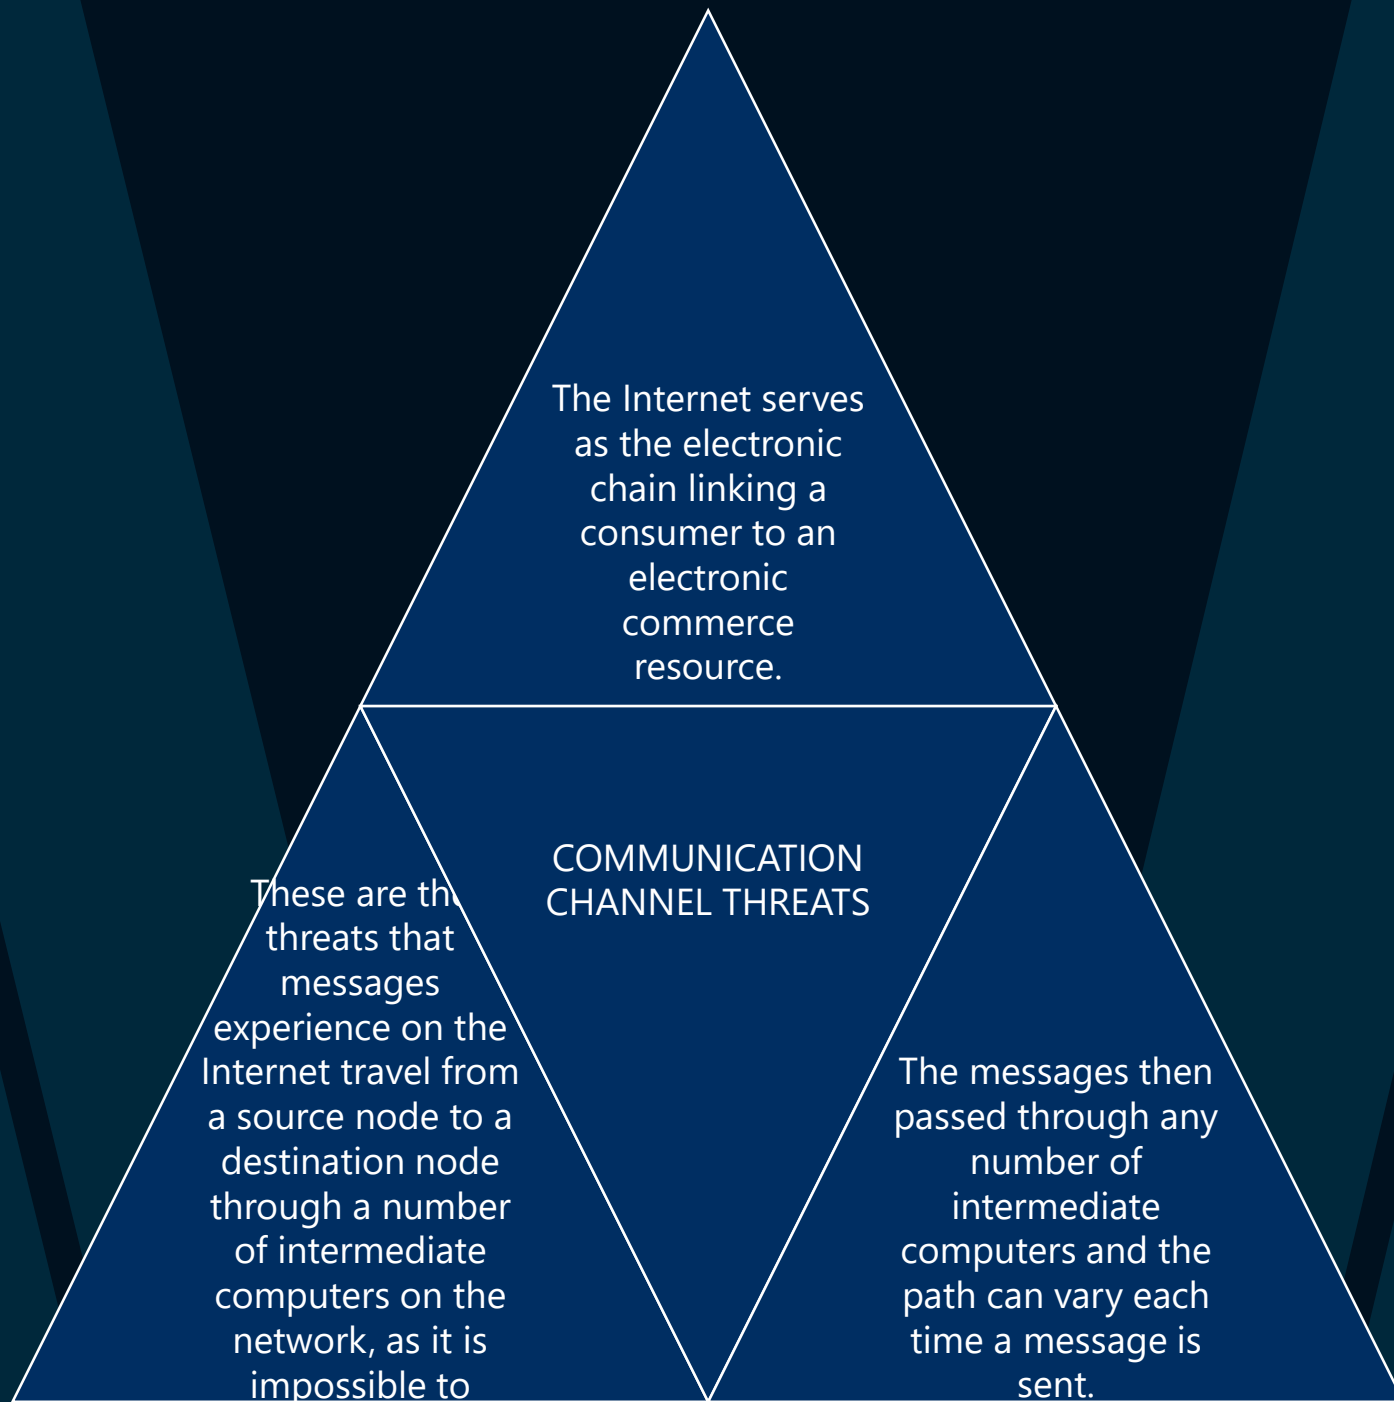 The Internet serves
as the electronic
chain linking a
consumer to an
electronic
commerce
resource.
COMMUNICATION
CHANNEL THREATS
These are the
threats that
messages
experience on the
Internet travel from
a source node to a
destination node
through a number
of intermediate
computers on the
network, as it is
impossible to
The messages then
passed through any
number of
intermediate
computers and the
path can vary each
time a message is
sent.